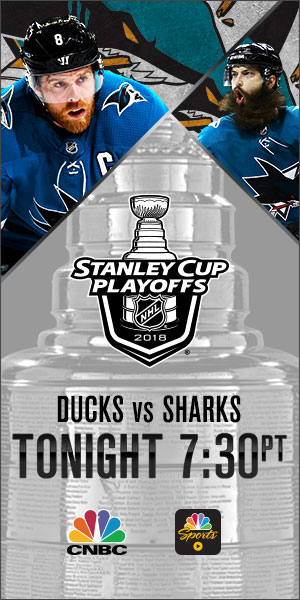 8
C
STANLEY CUP
PLAYOFFS
NHL
2018
®
DUCKS vs SHARKS
TONIGHT 7:30PT
CNBC
Sports